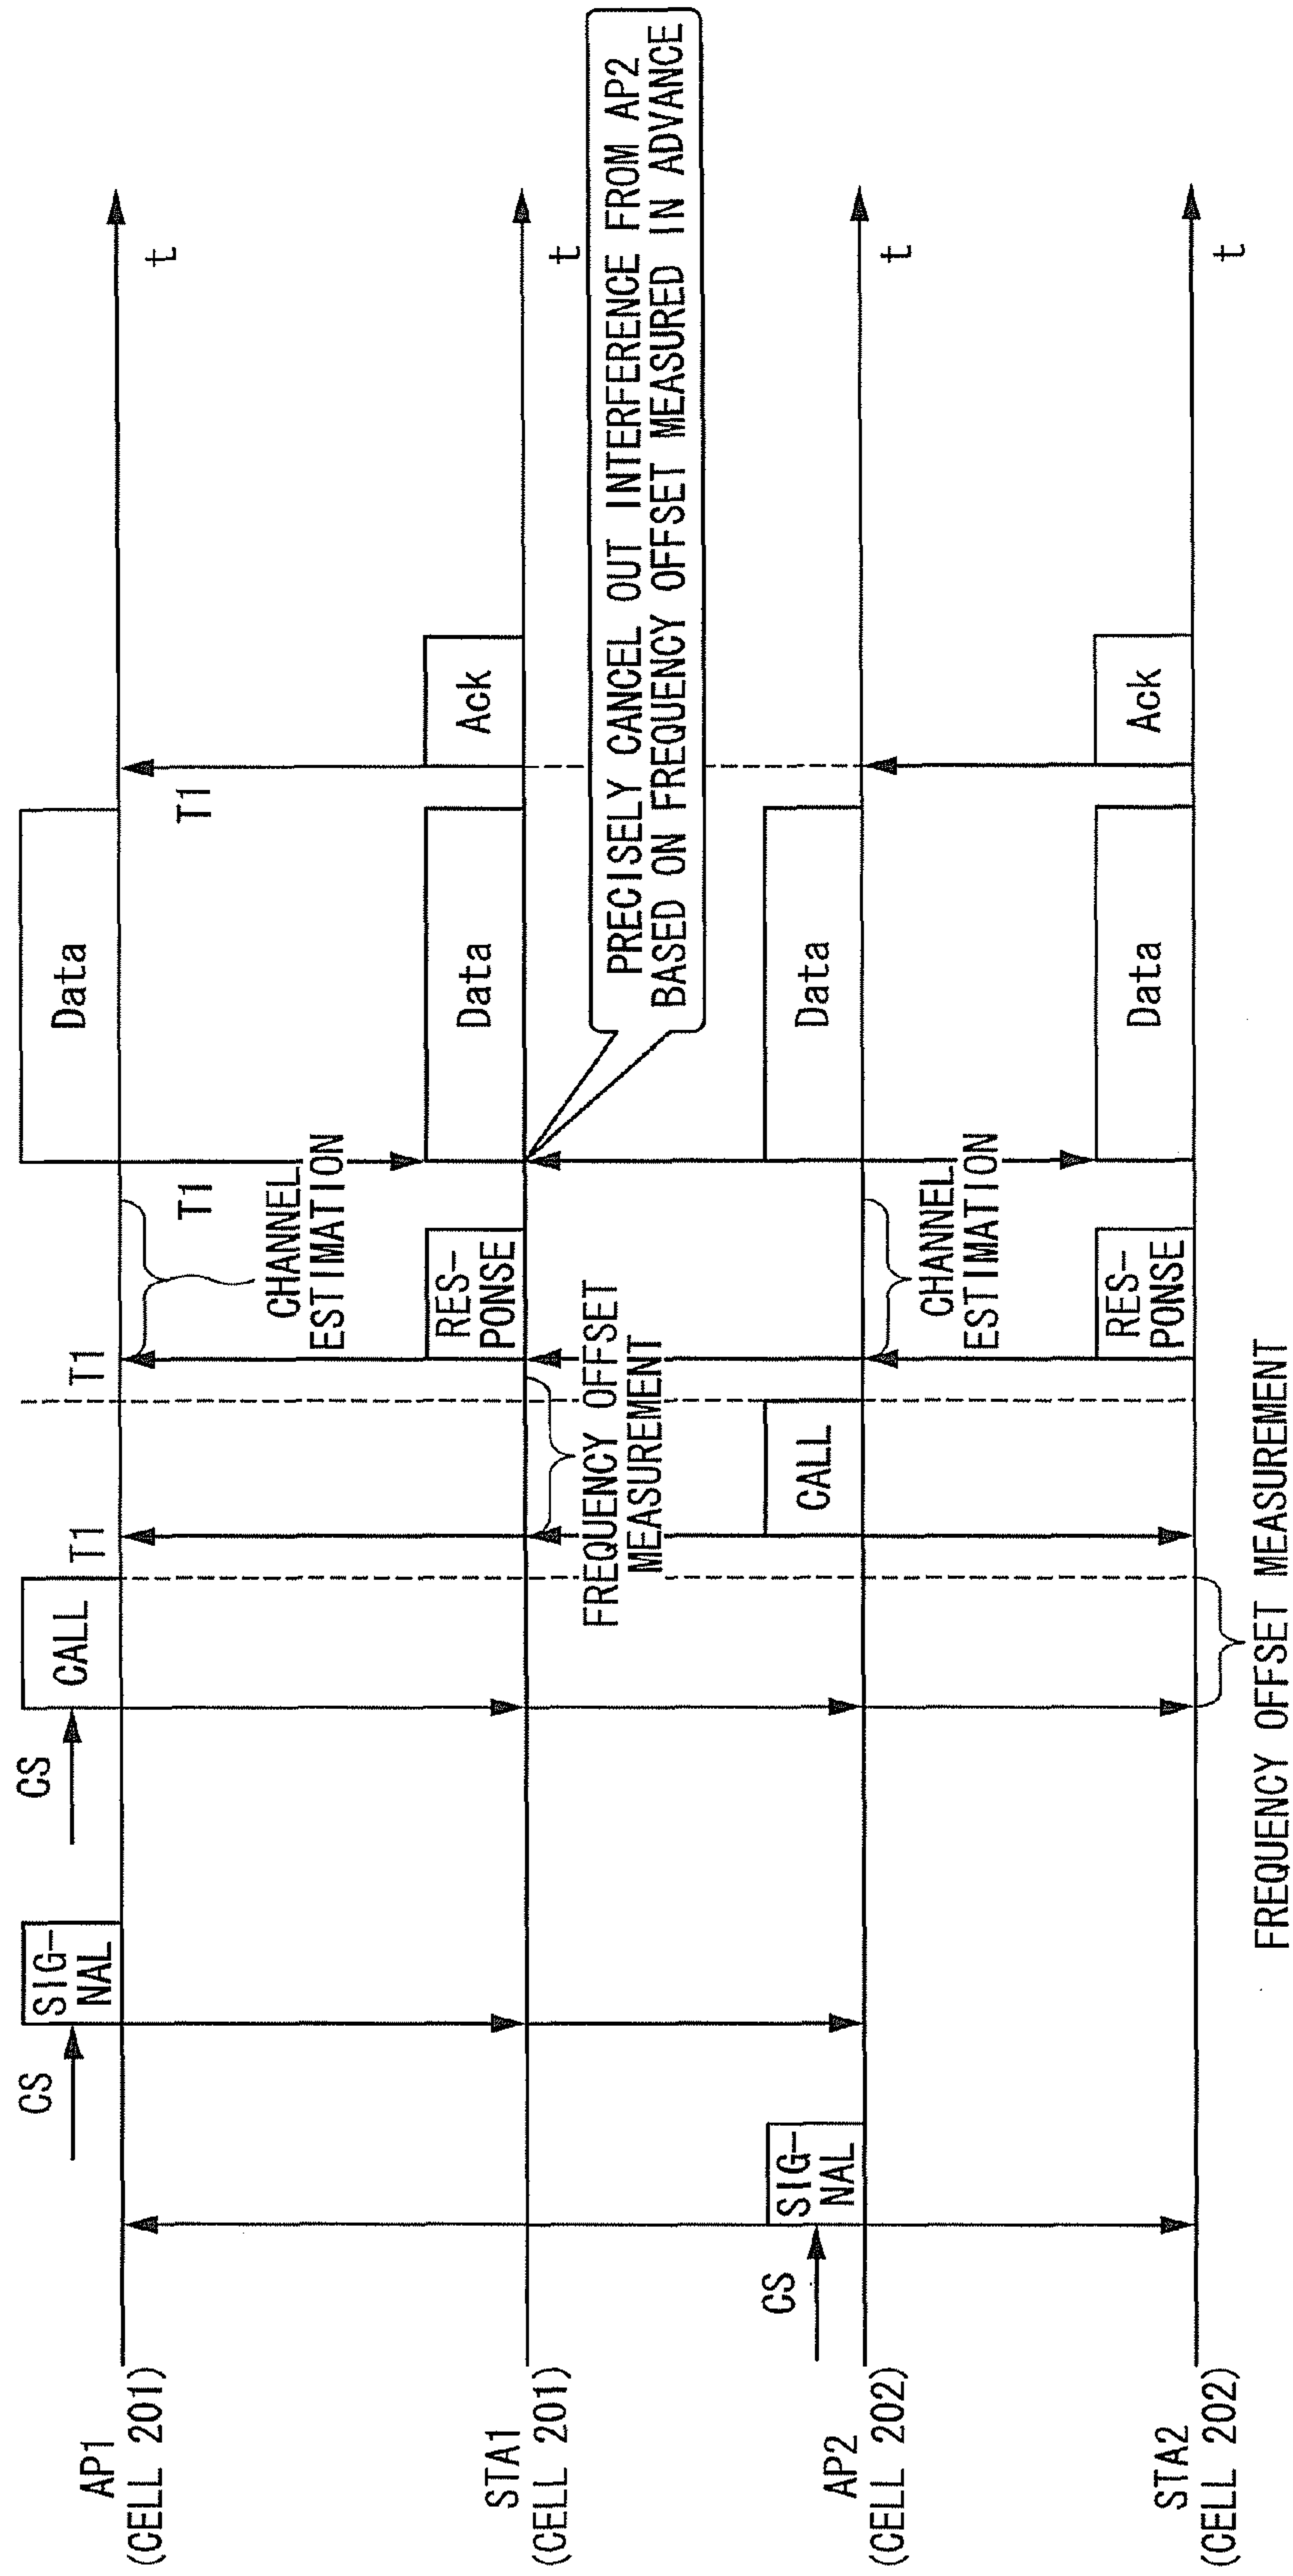 AP1
(CELL 201)
CS
SIG-
NAL
CS
CALL
T1
T1
CHANNEL
ESTIMATION
T1
Data
T1
t
STA1
(CELL 201)
FREQUENCY OFFSET
MEASUREMENT
RES-
PONSE
Data
Ack
t
PRECISELY CANCEL OUT INTERFERENCE FROM AP2
BASED ON FREQUENCY OFFSET MEASURED IN ADVANCE
AP2
(CELL 202)
CS
SIG-
NAL
CALL
CHANNEL
ESTIMATION
Data
t
STA2
(CELL 202)
RES-
PONSE
Data
Ack
t
FREQUENCY OFFSET MEASUREMENT